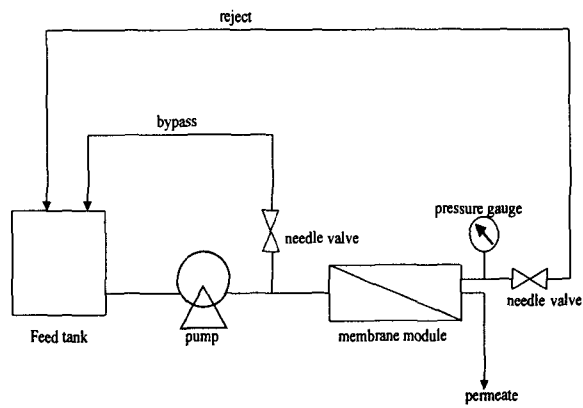 reject
bypass
pressure gauge
needle valve
needle valve
Feed tank
pump
membrane module
permeate